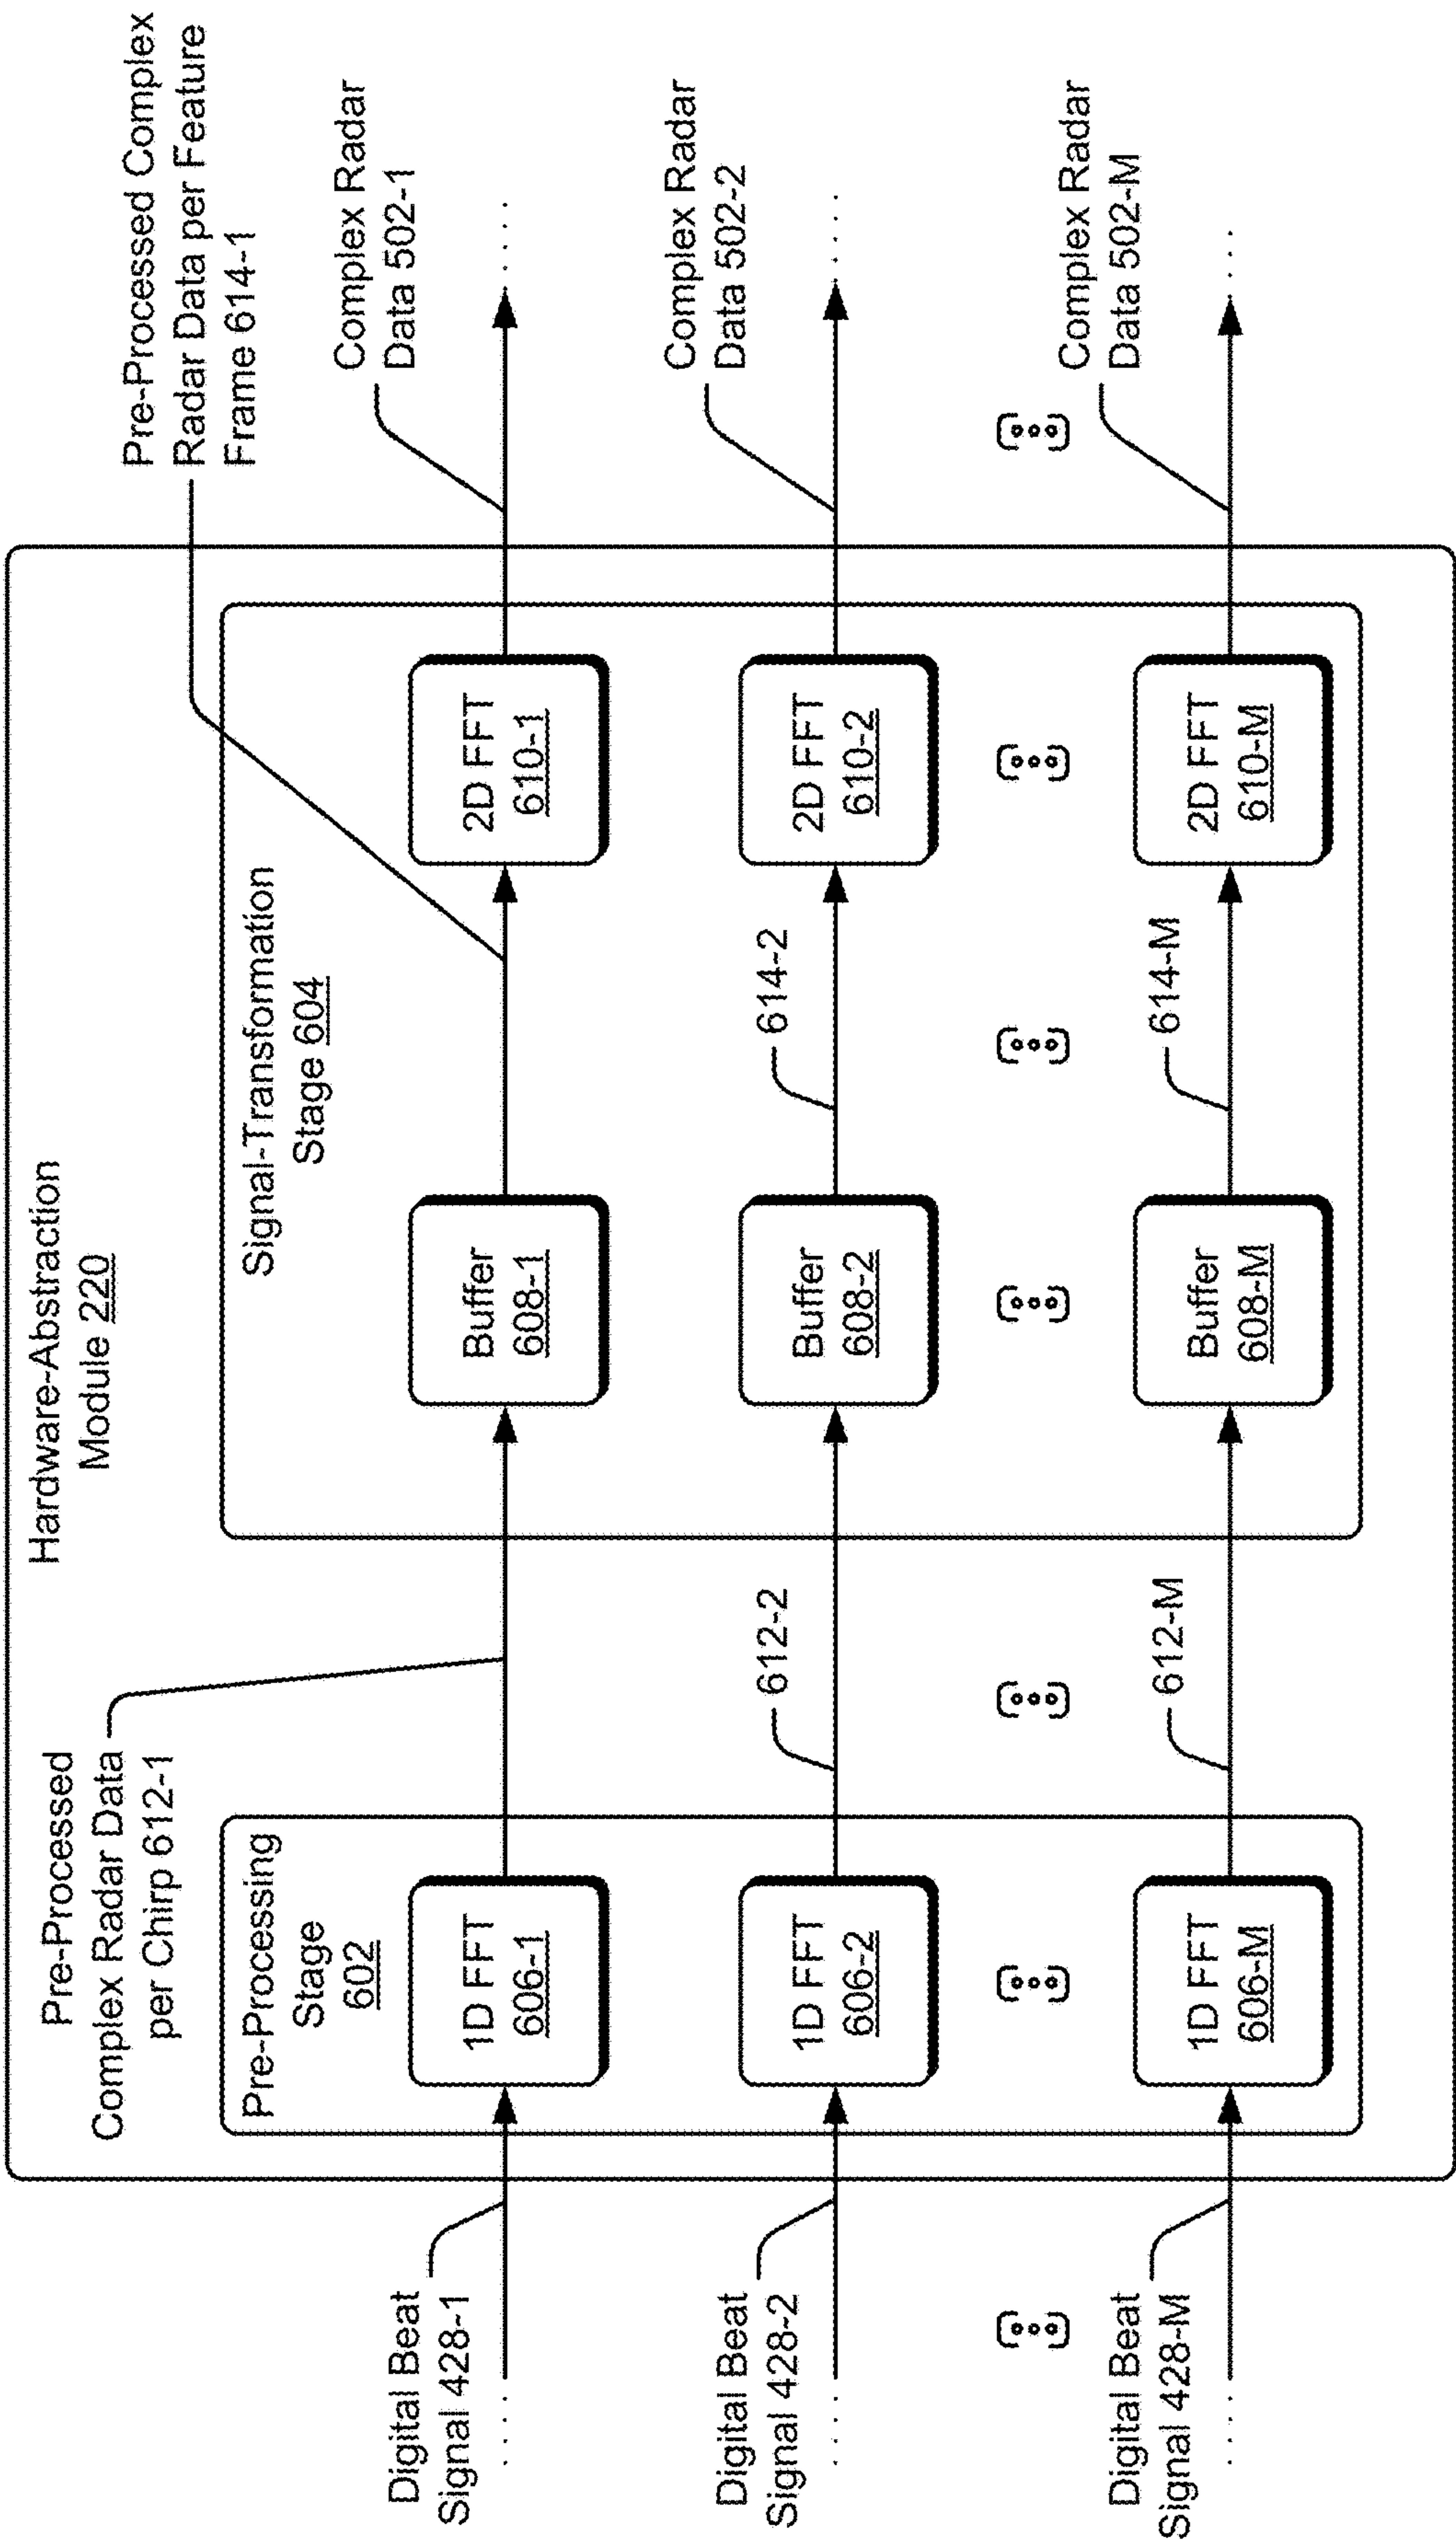 Hardware-Abstraction
Module 220
Pre-Processed
Complex Radar Data
per Chirp 612-1
Pre-Processed Complex
Radar Data per Feature
Frame 614-1
Pre-Processing
Stage
602
Signal-Transformation
Stage 604
Digital Beat
Signal 428-1
1D FFT
606-1
Buffer
608-1
2D FFT
610-1
Complex Radar
Data 502-1
Digital Beat
Signal 428-2
1D FFT
606-2
612-2
Buffer
608-2
614-2
2D FFT
610-2
Complex Radar
Data 502-2
Digital Beat
Signal 428-M
1D FFT
606-M
612-M
Buffer
608-M
614-M
2D FFT
610-M
Complex Radar
Data 502-M